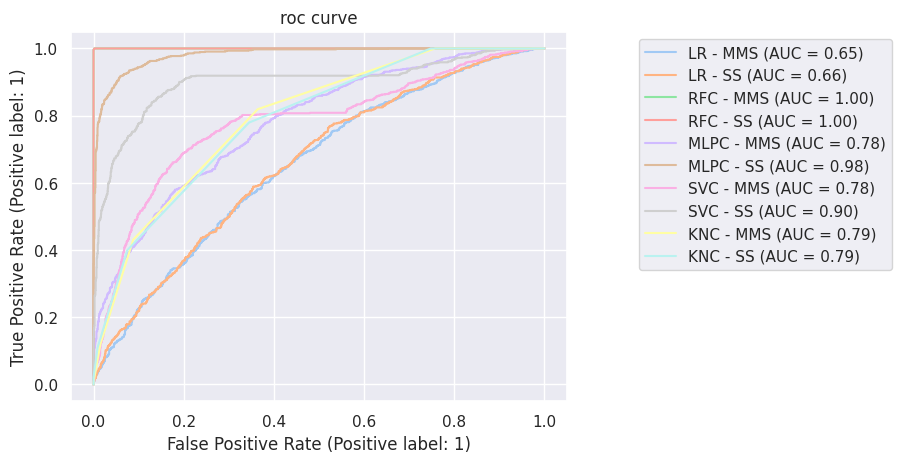 roc curve
True Positive Rate (Positive label: 1)
1.0
0.8
0.6
0.4
0.2
0.0
0.0 0.2 0.4 0.6 0.8 1.0
False Positive Rate (Positive label: 1)
LR - MMS (AUC = 0.65)
LR - SS (AUC = 0.66)
RFC - MMS (AUC = 1.00)
RFC - SS (AUC = 1.00)
MLPC - MMS (AUC = 0.78)
MLPC - SS (AUC = 0.98)
SVC - MMS (AUC = 0.78)
SVC - SS (AUC = 0.90)
KNC - MMS (AUC = 0.79)
KNC - SS (AUC = 0.79)